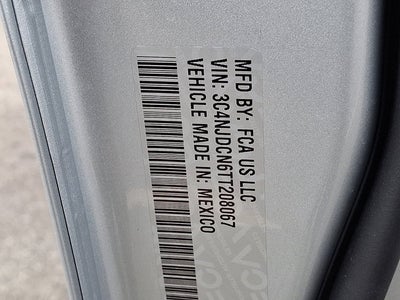 MFD BY: FCA US LLC
VIN: 3C4NJDCN6TT208067
VEHICLE MADE IN: MEXICO